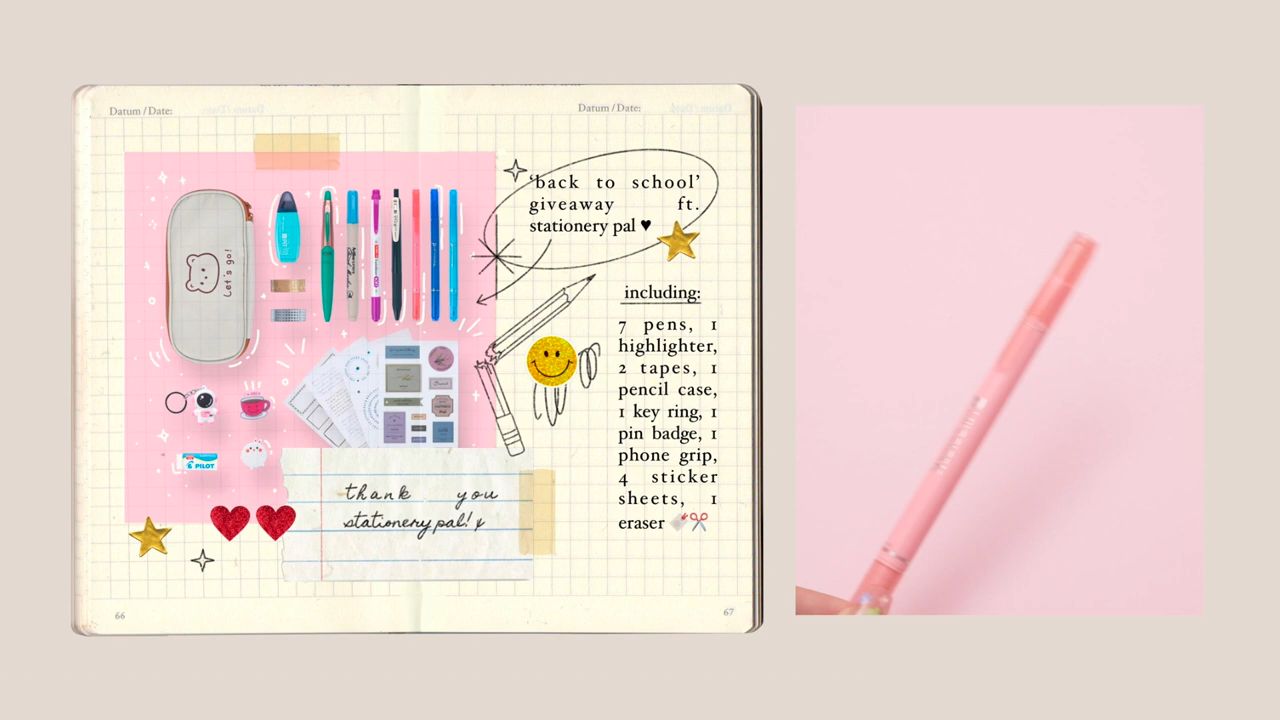 Datum / Date:
Datum / Date:
'back to school'
giveaway ft.
stationery pal ♥
Let's go!
including:
7 pens, 1
highlighter,
2 tapes, 1
pencil case,
1 key ring, 1
pin badge, 1
phone grip,
4 sticker
sheets, 1
eraser
PILOT
thank you
stationery pal! x
66
67